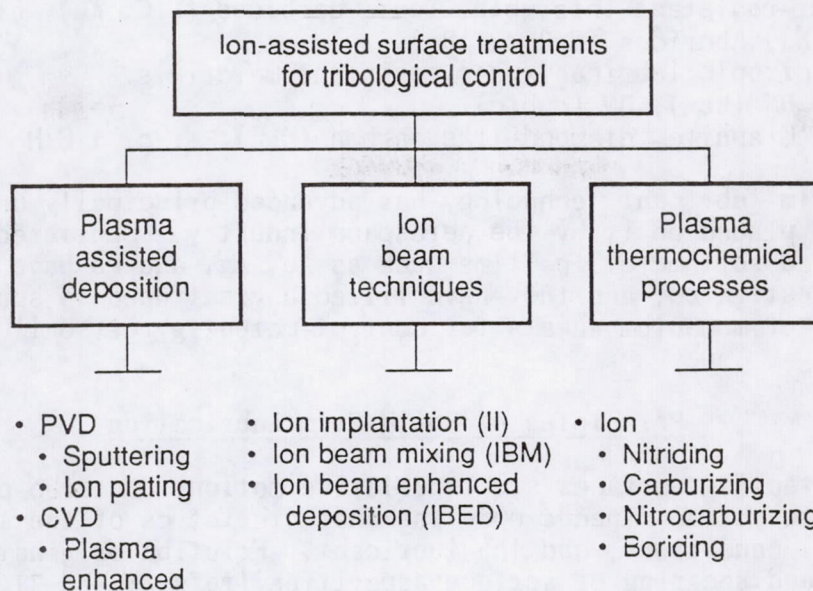 Ion-assisted surface treatments
for tribological control
Plasma
assisted
deposition
Ion
beam
techniques
Plasma
thermochemical
processes
• PVD
• Sputtering
• Ion plating
• CVD
• Plasma
enhanced
• Ion implantation (II)
• Ion beam mixing (IBM)
• Ion beam enhanced
deposition (IBED)
• Ion
• Nitriding
• Carburizing
• Nitrocarburizing
• Boriding